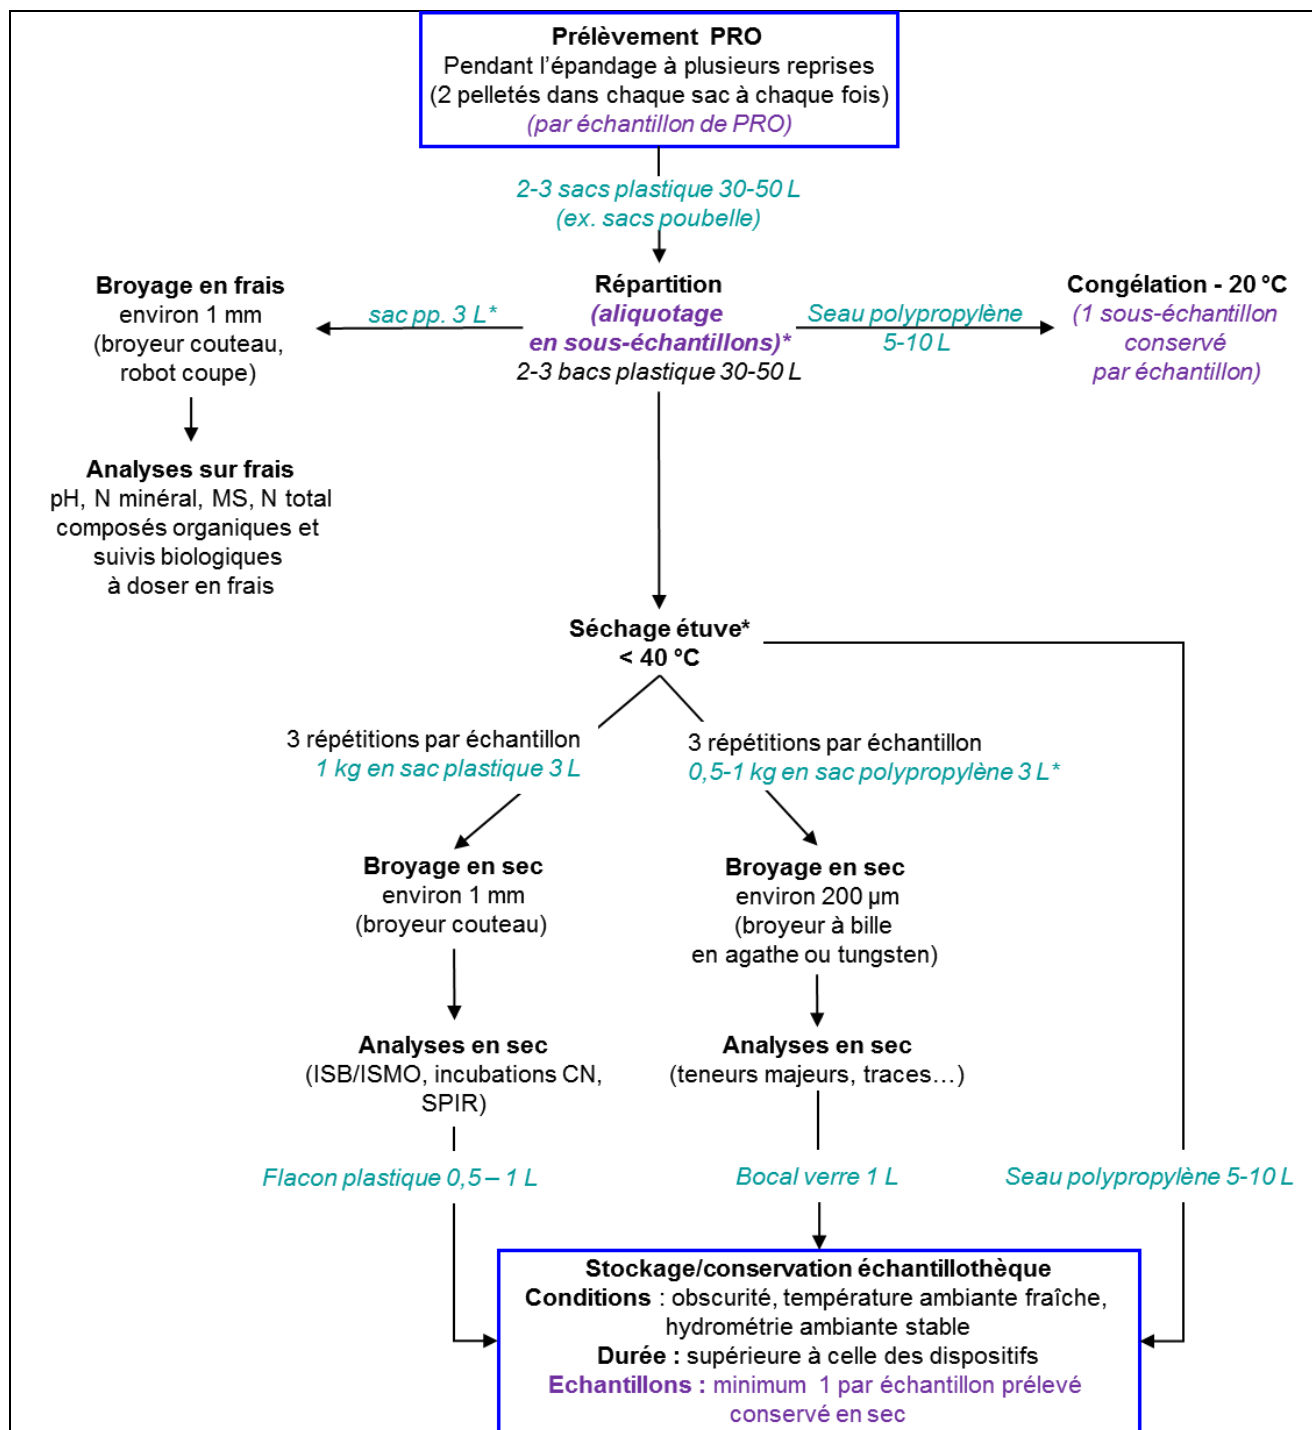 Prélèvement PRO
Pendant l'épandage à plusieurs reprises
(2 pelletés dans chaque sac à chaque fois)
(par échantillon de PRO)
2-3 sacs plastique 30-50 L
(ex. sacs poubelle)
Broyage en frais
environ 1 mm
(broyeur couteau,
robot coupe)
sac pp. 3 L*
Répartition
(aliquotage
en sous-échantillons)*
2-3 bacs plastique 30-50 L
Seau polypropylène
5-10 L
Congélation - 20 °C
(1 sous-échantillon
conservé
par échantillon)
Analyses sur frais
pH, N minéral, MS, N total
composés organiques et
suivis biologiques
à doser en frais
Séchage étuve*
< 40 °C
3 répétitions par échantillon
1 kg en sac plastique 3 L
3 répétitions par échantillon
0,5-1 kg en sac polypropylène 3 L*
Broyage en sec
environ 1 mm
(broyeur couteau)
Broyage en sec
environ 200 µm
(broyeur à bille
en agathe ou tungsten)
Analyses en sec
(ISB/ISMO, incubations CN,
SPIR)
Analyses en sec
(teneurs majeurs, traces…)
Flacon plastique 0,5 – 1 L
Bocal verre 1 L
Seau polypropylène 5-10 L
Stockage/conservation échantillothèque
Conditions : obscurité, température ambiante fraîche,
hydrométrie ambiante stable
Durée : supérieure à celle des dispositifs
Echantillons : minimum 1 par échantillon prélevé
conservé en sec